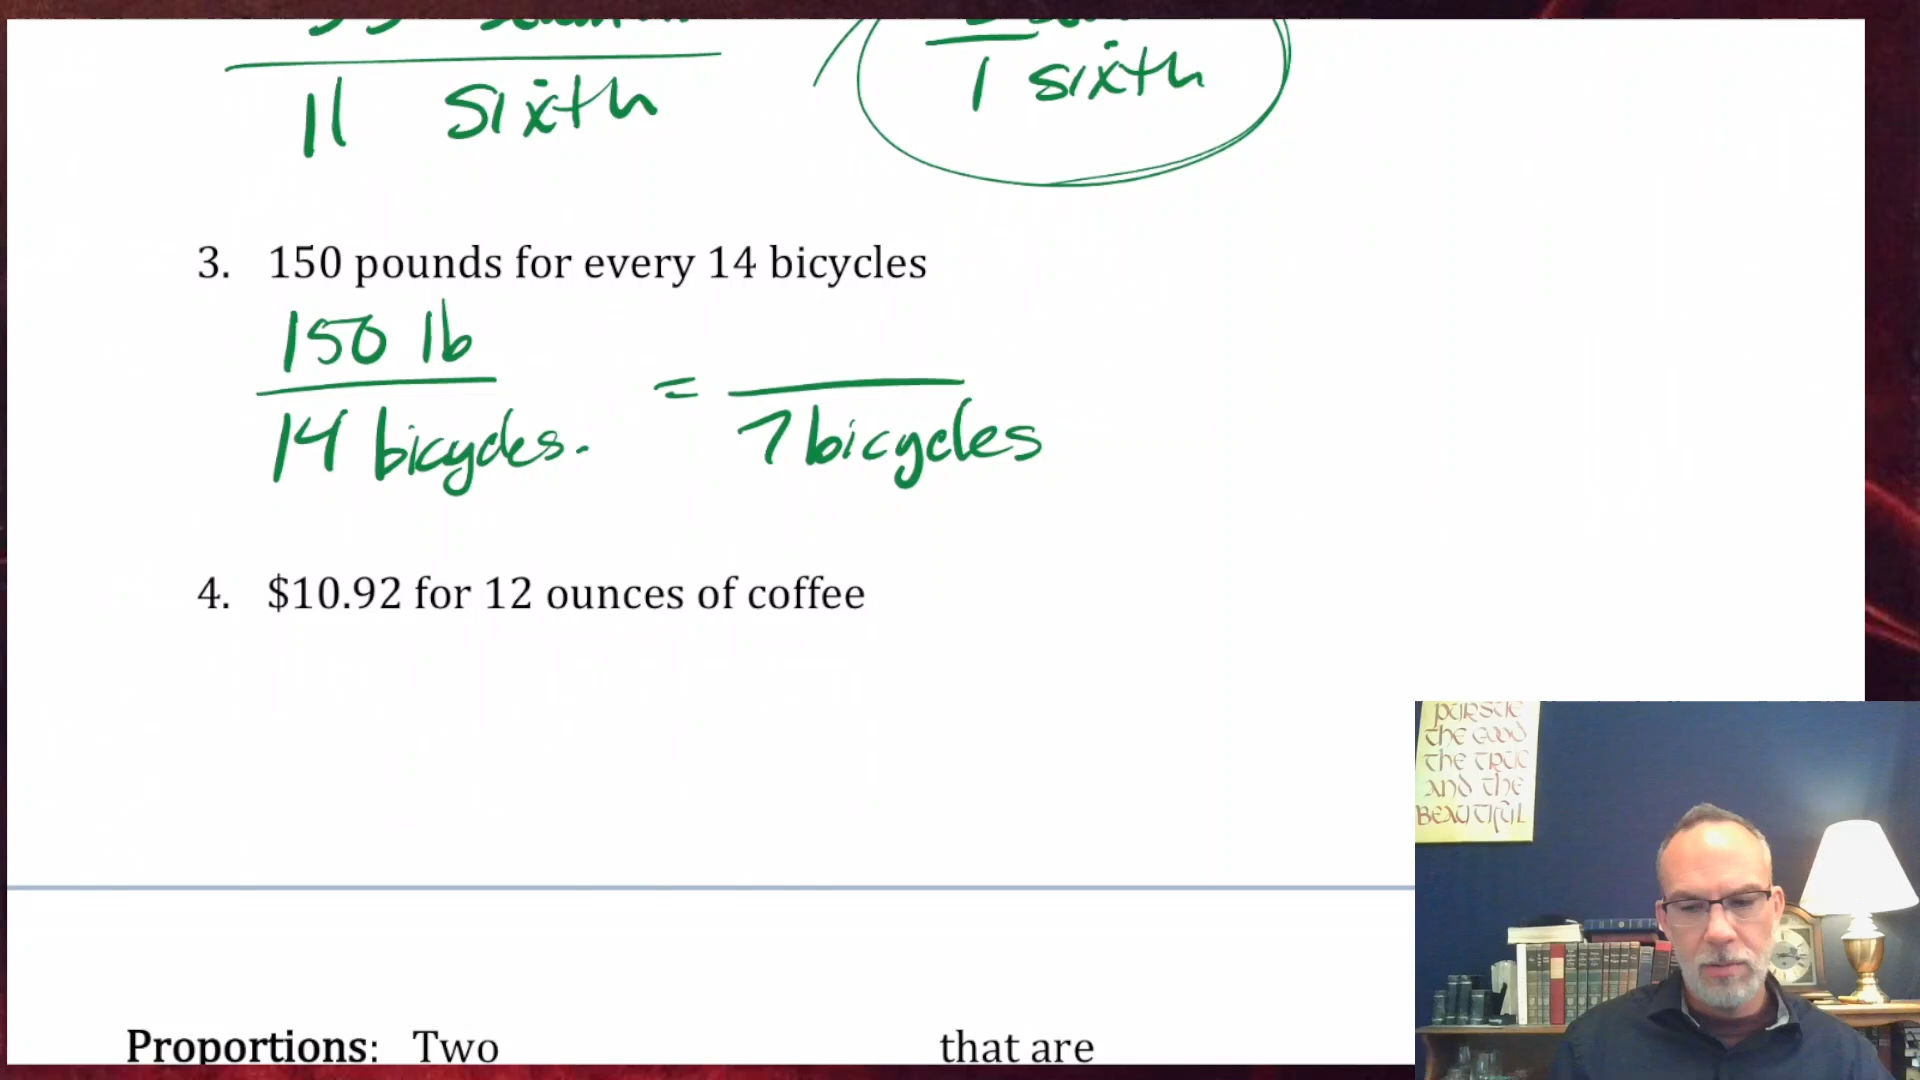 11 sixth
1 sixth
3. 150 pounds for every 14 bicycles
150 lb
14 bicycles. = 7 bicycles
4. $10.92 for 12 ounces of coffee
PURSUE
THE GOOD
THE TRUE
AND THE
BEAUTIFUL
Proportions: Two that are